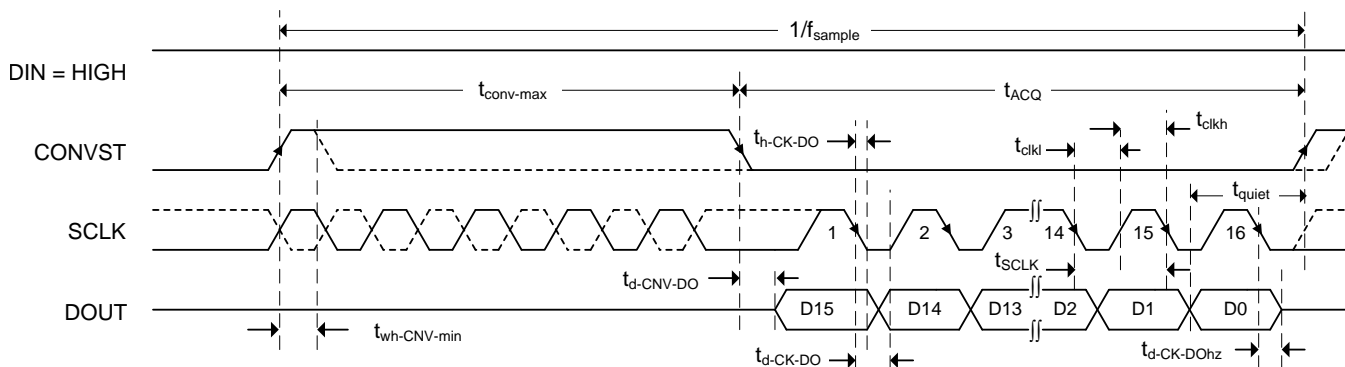 1/fsample
DIN = HIGH
tconv-max
tACQ
CONVST
th-CK-DO
tclkl
tclkh
tquiet
SCLK
1 2 3 14 15 16
tSCLK
td-CNV-DO
DOUT
D15 D14 D13 D2 D1 D0
twh-CNV-min
td-CK-DO
td-CK-DOhz